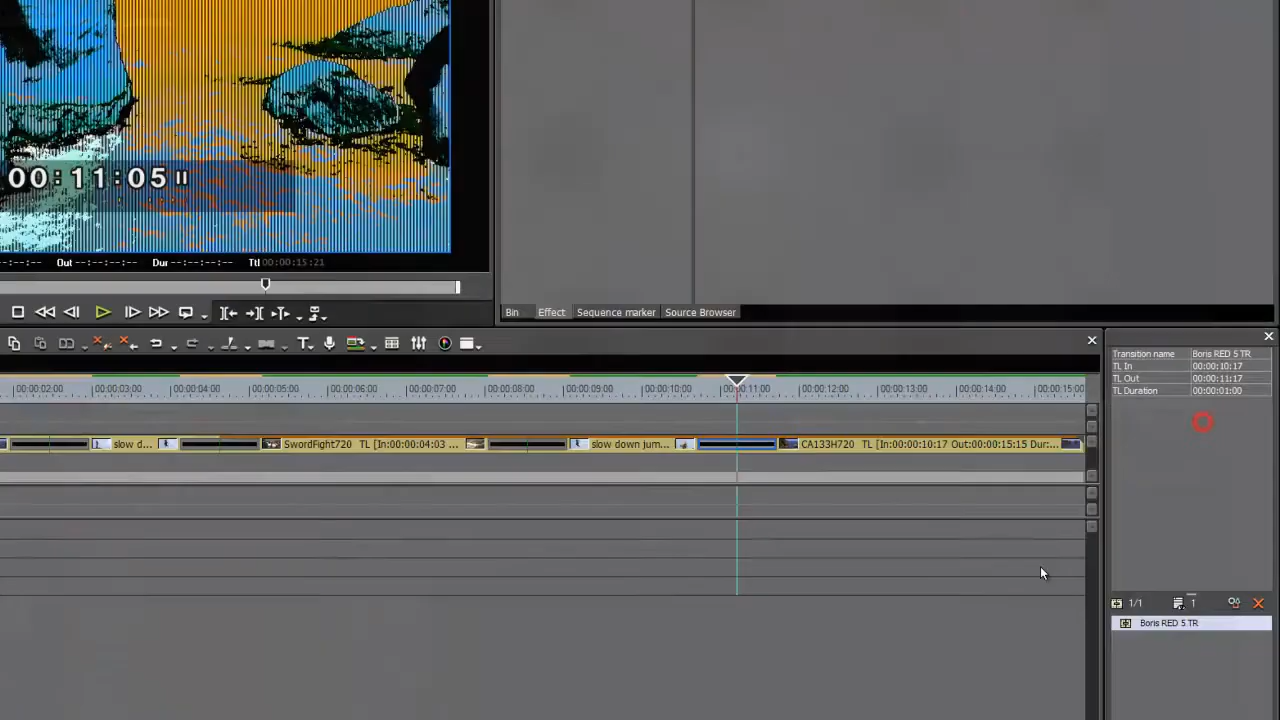 00:11:05
--:--:-- Out --:--:--:-- Dur --:--:--:-- Ttl 00:00:15:21
Bin Effect Sequence marker Source Browser
Transition name Boris RED 5 TR
TL In 00:00:10:17
TL Out 00:00:11:17
TL Duration 00:00:01:00
00:00:02:00 00:00:03:00 00:00:04:00 00:00:05:00 00:00:06:00 00:00:07:00 00:00:08:00 00:00:09:00 00:00:10:00 00:00:11:00 00:00:12:00 00:00:13:00 00:00:14:00 00:00:15:00
slow d... SwordFight720 TL [In:00:00:04:03 ... slow down jum... CA133H720 TL [In:00:00:10:17 Out:00:00:15:15 Dur:...
1/1 1
Boris RED 5 TR